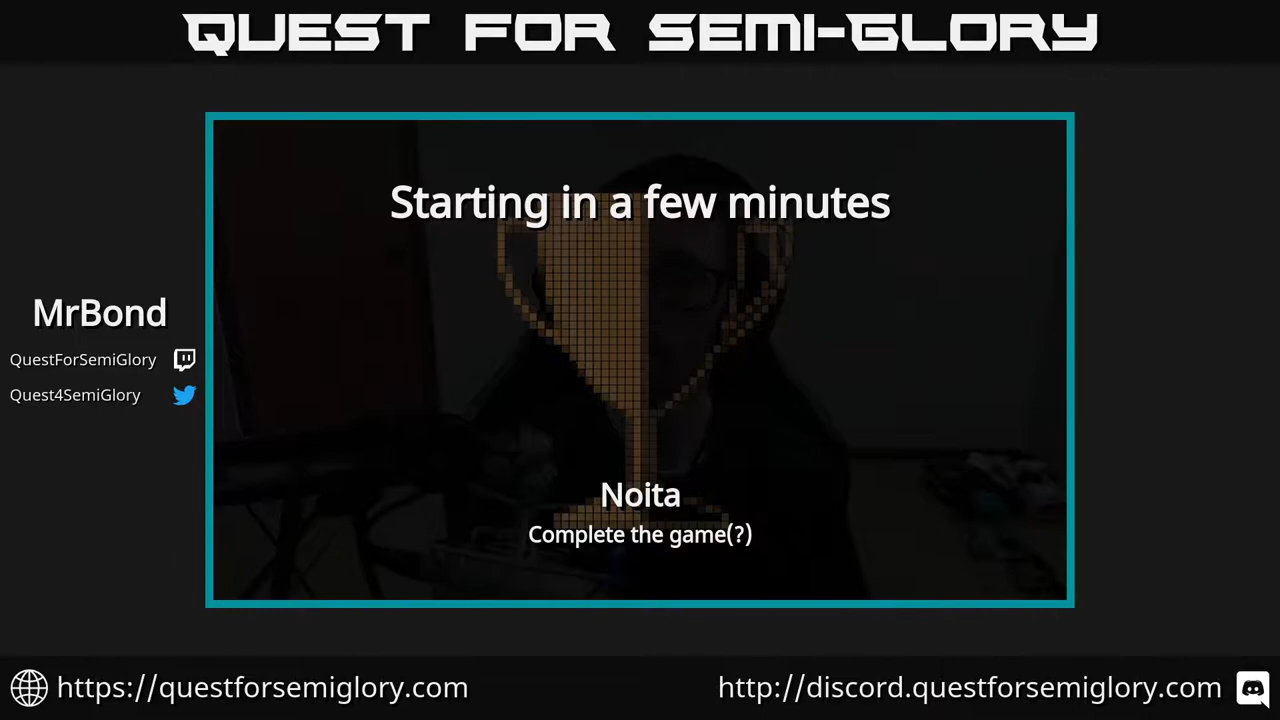 QUEST FOR SEMI-GLORY
Starting in a few minutes
MrBond
QuestForSemiGlory
Quest4SemiGlory
Noita
Complete the game(?)
https://questforsemiglory.com
http://discord.questforsemiglory.com